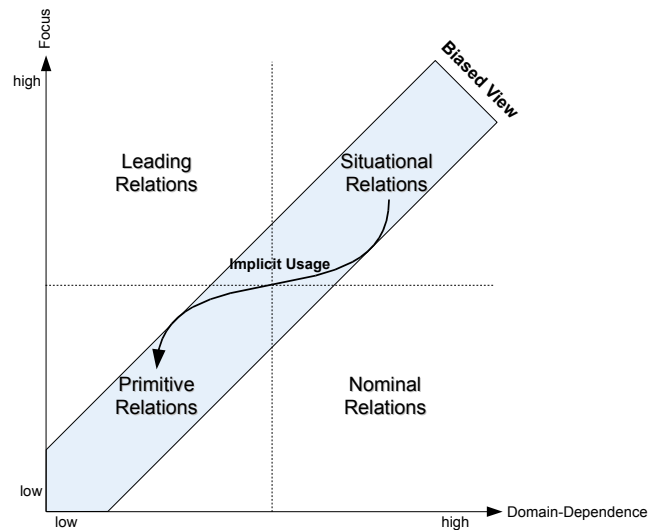 Focus
high
Biased View
Leading
Relations
Situational
Relations
Implicit Usage
Primitive
Relations
Nominal
Relations
low
low
high
Domain-Dependence